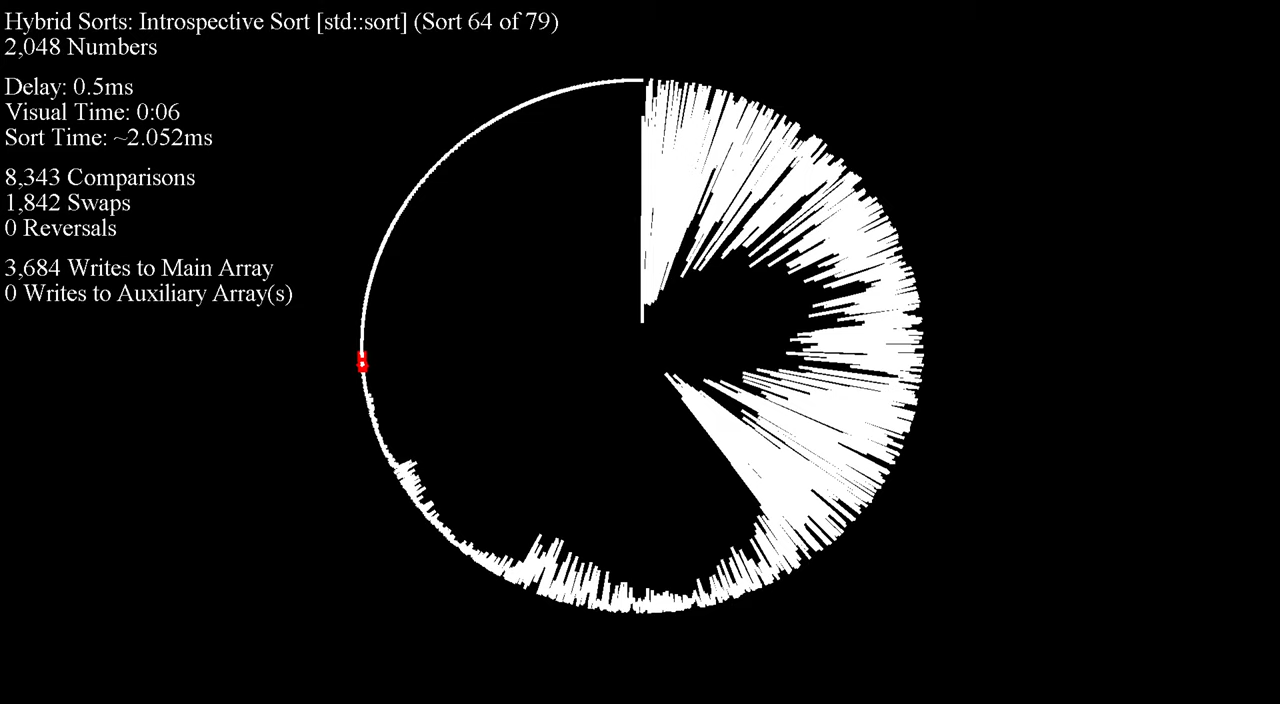 Hybrid Sorts: Introspective Sort [std::sort] (Sort 64 of 79)
2,048 Numbers
Delay: 0.5ms
Visual Time: 0:06
Sort Time: ~2.052ms
8,343 Comparisons
1,842 Swaps
0 Reversals
3,684 Writes to Main Array
0 Writes to Auxiliary Array(s)